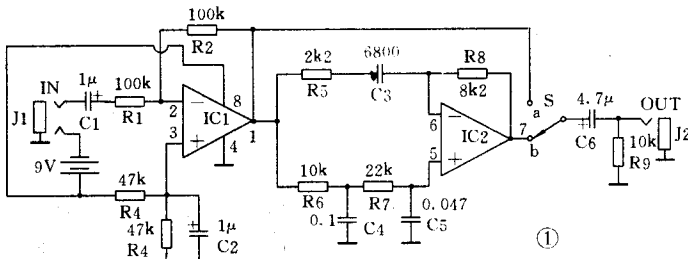 100k
R2
2k2
R5
6800
C3
R8
8k2
IN
1μ
+
100k
J1
C1
R1
2
−
8
IC1
3
+
4
1
6
−
IC2
5
+
7
a
S
b
4.7μ
+
C6
OUT
J2
10k
R9
9V
47k
R4
47k
R4
+
1μ
C2
10k
R6
22k
R7
0.1
C4
0.047
C5
①